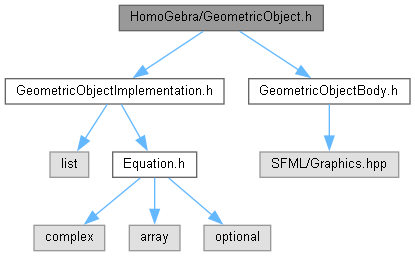 HomoGebra/GeometricObject.h
GeometricObjectImplementation.h
GeometricObjectBody.h
list
Equation.h
SFML/Graphics.hpp
complex
array
optional